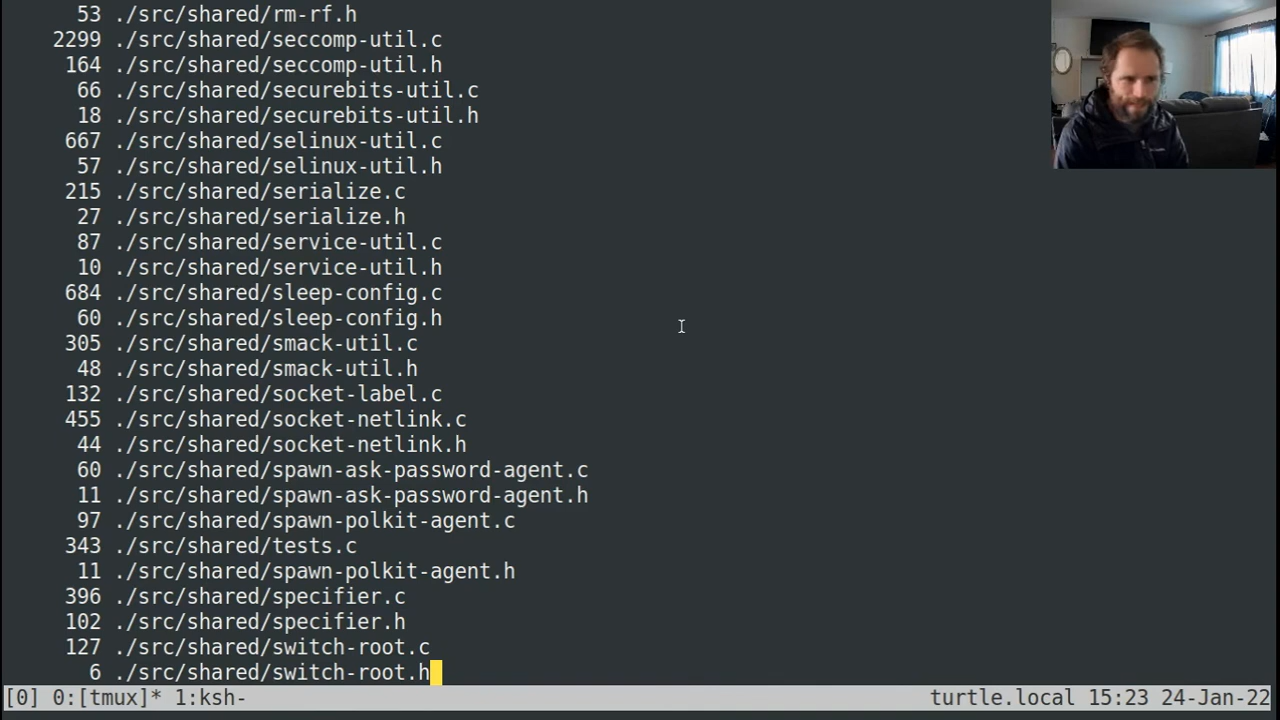 53 ./src/shared/rm-rf.h
2299 ./src/shared/seccomp-util.c
164 ./src/shared/seccomp-util.h
66 ./src/shared/securebits-util.c
18 ./src/shared/securebits-util.h
667 ./src/shared/selinux-util.c
57 ./src/shared/selinux-util.h
215 ./src/shared/serialize.c
27 ./src/shared/serialize.h
87 ./src/shared/service-util.c
10 ./src/shared/service-util.h
684 ./src/shared/sleep-config.c
60 ./src/shared/sleep-config.h
305 ./src/shared/smack-util.c
48 ./src/shared/smack-util.h
132 ./src/shared/socket-label.c
455 ./src/shared/socket-netlink.c
44 ./src/shared/socket-netlink.h
60 ./src/shared/spawn-ask-password-agent.c
11 ./src/shared/spawn-ask-password-agent.h
97 ./src/shared/spawn-polkit-agent.c
343 ./src/shared/tests.c
11 ./src/shared/spawn-polkit-agent.h
396 ./src/shared/specifier.c
102 ./src/shared/specifier.h
127 ./src/shared/switch-root.c
6 ./src/shared/switch-root.h
[0] 0:[tmux]* 1:ksh- turtle.local 15:23 24-Jan-22